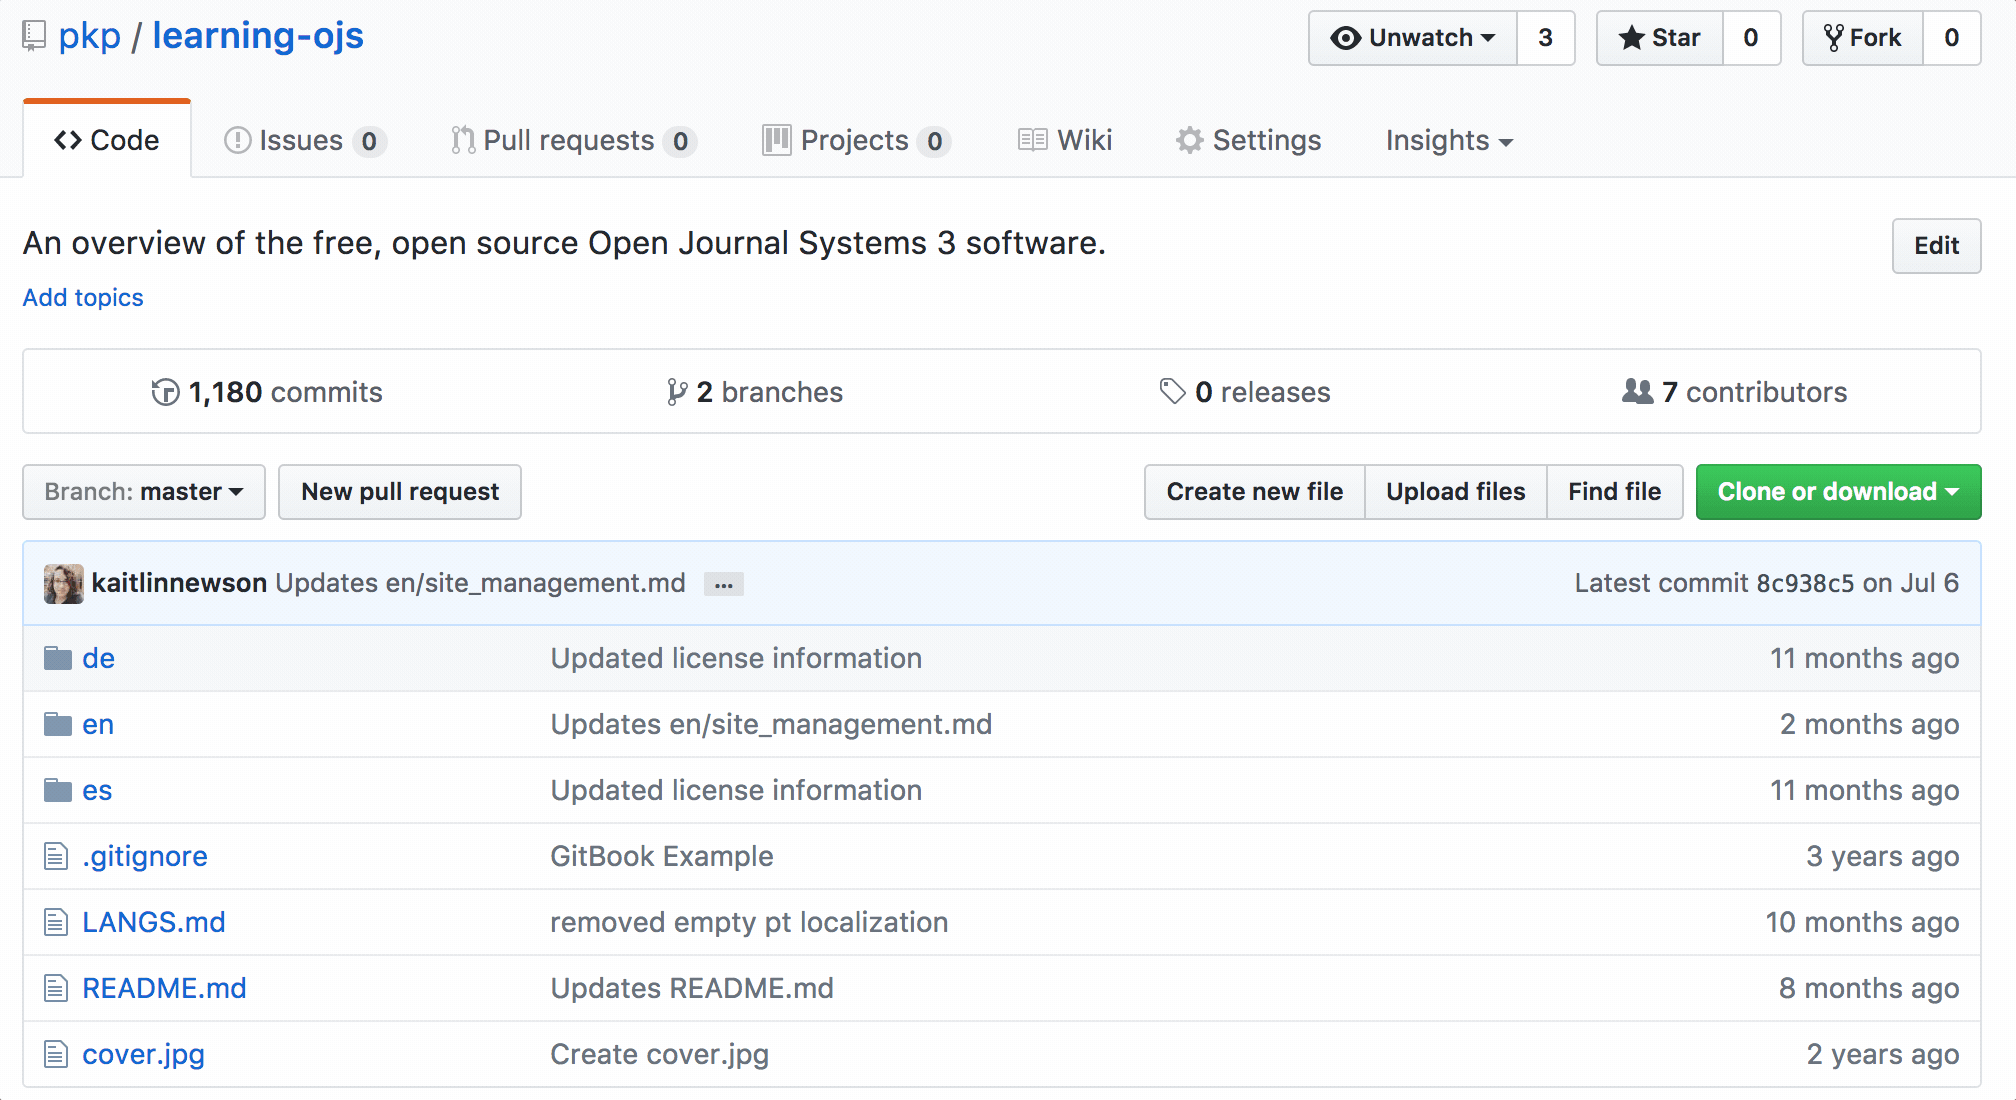 pkp / learning-ojs Unwatch 3 Star 0 Fork 0
Code Issues 0 Pull requests 0 Projects 0 Wiki Settings Insights
An overview of the free, open source Open Journal Systems 3 software. Edit
Add topics
1,180 commits 2 branches 0 releases 7 contributors
Branch: master New pull request Create new file Upload files Find file Clone or download
kaitlinnewson Updates en/site_management.md … Latest commit 8c938c5 on Jul 6
de Updated license information 11 months ago
en Updates en/site_management.md 2 months ago
es Updated license information 11 months ago
.gitignore GitBook Example 3 years ago
LANGS.md removed empty pt localization 10 months ago
README.md Updates README.md 8 months ago
cover.jpg Create cover.jpg 2 years ago